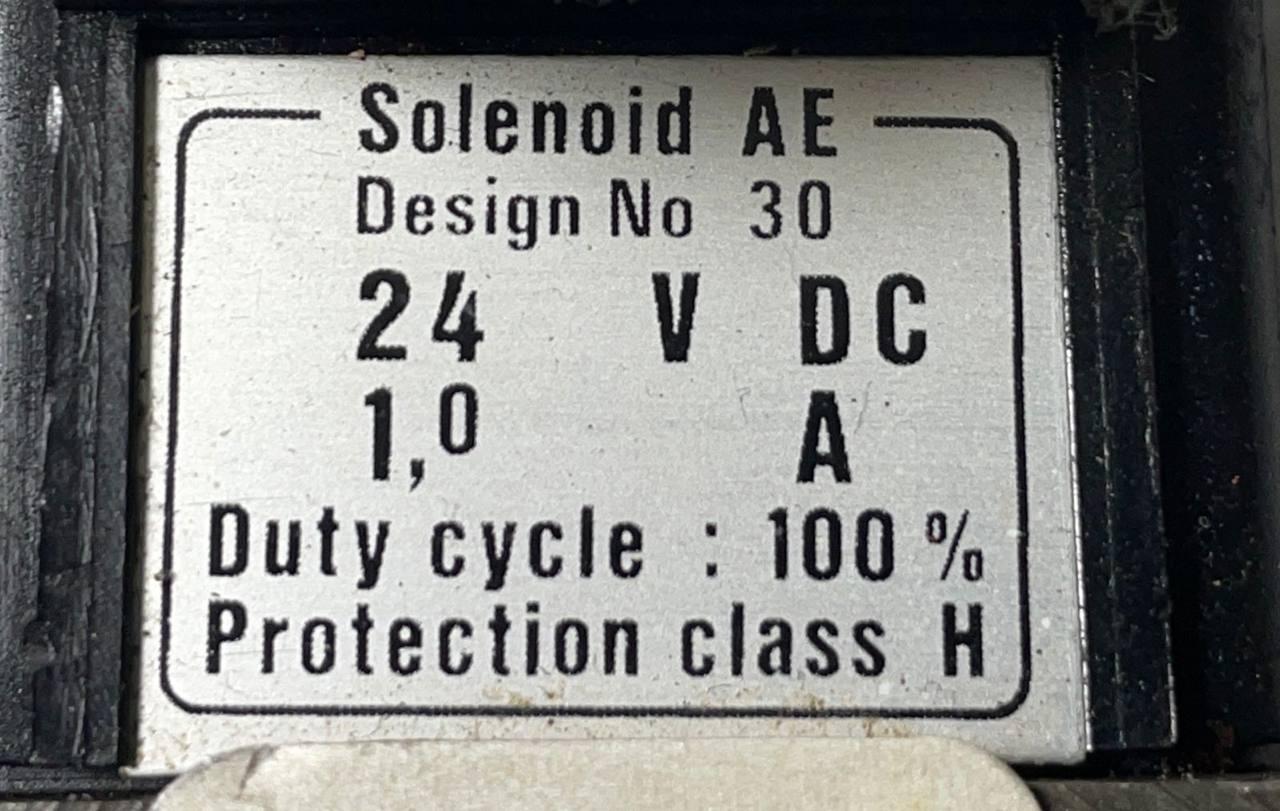 Solenoid AE
Design No 30
24 V DC
1,0 A
Duty cycle : 100 %
Protection class H